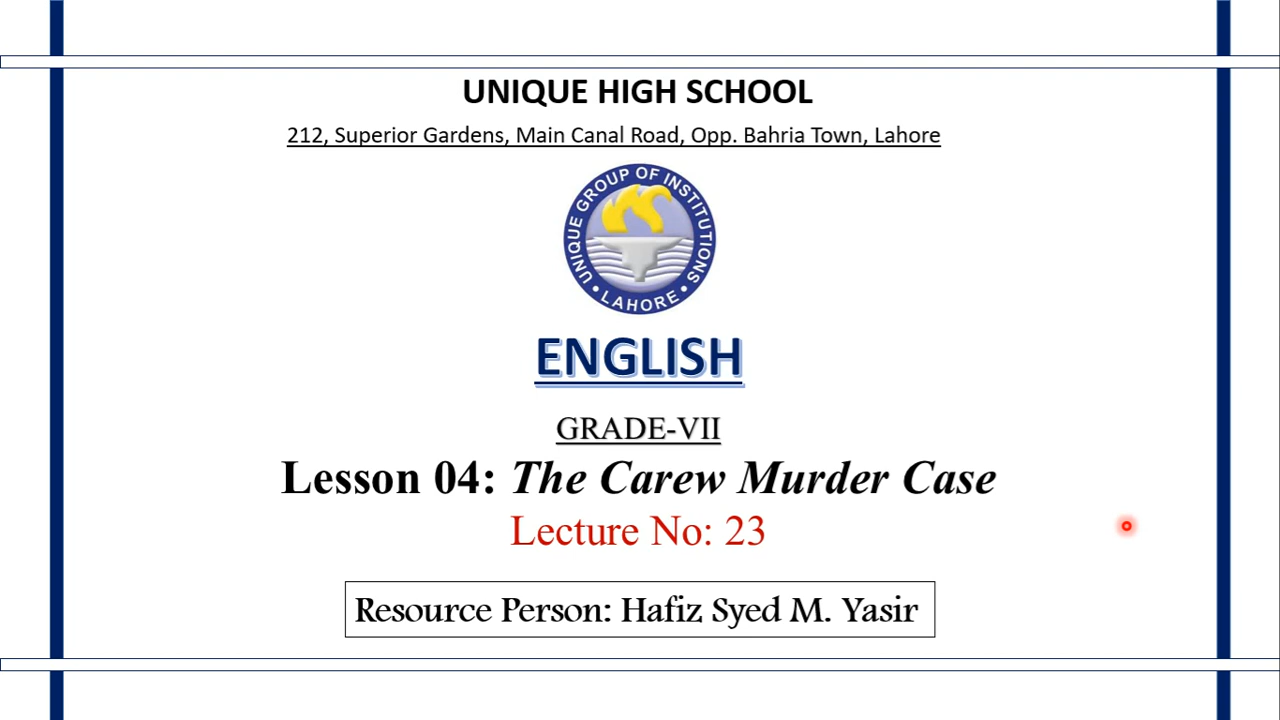 UNIQUE HIGH SCHOOL
212, Superior Gardens, Main Canal Road, Opp. Bahria Town, Lahore
UNIQUE GROUP OF INSTITUTIONS
• LAHORE •
ENGLISH
GRADE-VII
Lesson 04: The Carew Murder Case
Lecture No: 23
Resource Person: Hafiz Syed M. Yasir